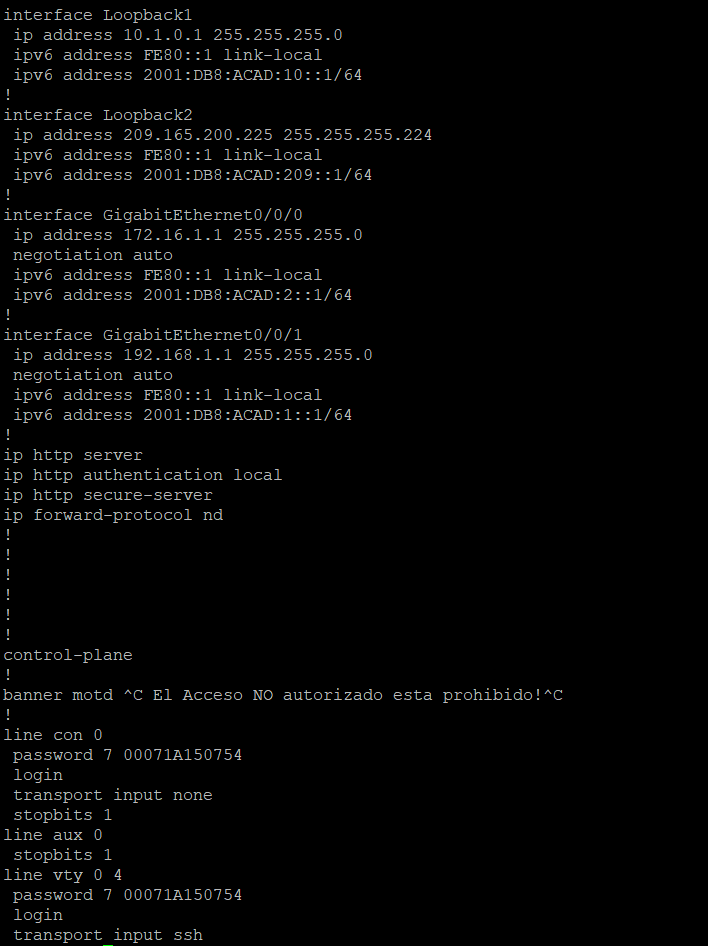 interface Loopback1
 ip address 10.1.0.1 255.255.255.0
 ipv6 address FE80::1 link-local
 ipv6 address 2001:DB8:ACAD:10::1/64
!
interface Loopback2
 ip address 209.165.200.225 255.255.255.224
 ipv6 address FE80::1 link-local
 ipv6 address 2001:DB8:ACAD:209::1/64
!
interface GigabitEthernet0/0/0
 ip address 172.16.1.1 255.255.255.0
 negotiation auto
 ipv6 address FE80::1 link-local
 ipv6 address 2001:DB8:ACAD:2::1/64
!
interface GigabitEthernet0/0/1
 ip address 192.168.1.1 255.255.255.0
 negotiation auto
 ipv6 address FE80::1 link-local
 ipv6 address 2001:DB8:ACAD:1::1/64
!
ip http server
ip http authentication local
ip http secure-server
ip forward-protocol nd
!
!
!
!
!
!
control-plane
!
banner motd ^C El Acceso NO autorizado esta prohibido!^C
!
line con 0
 password 7 00071A150754
 login
 transport input none
 stopbits 1
line aux 0
 stopbits 1
line vty 0 4
 password 7 00071A150754
 login
 transport input ssh